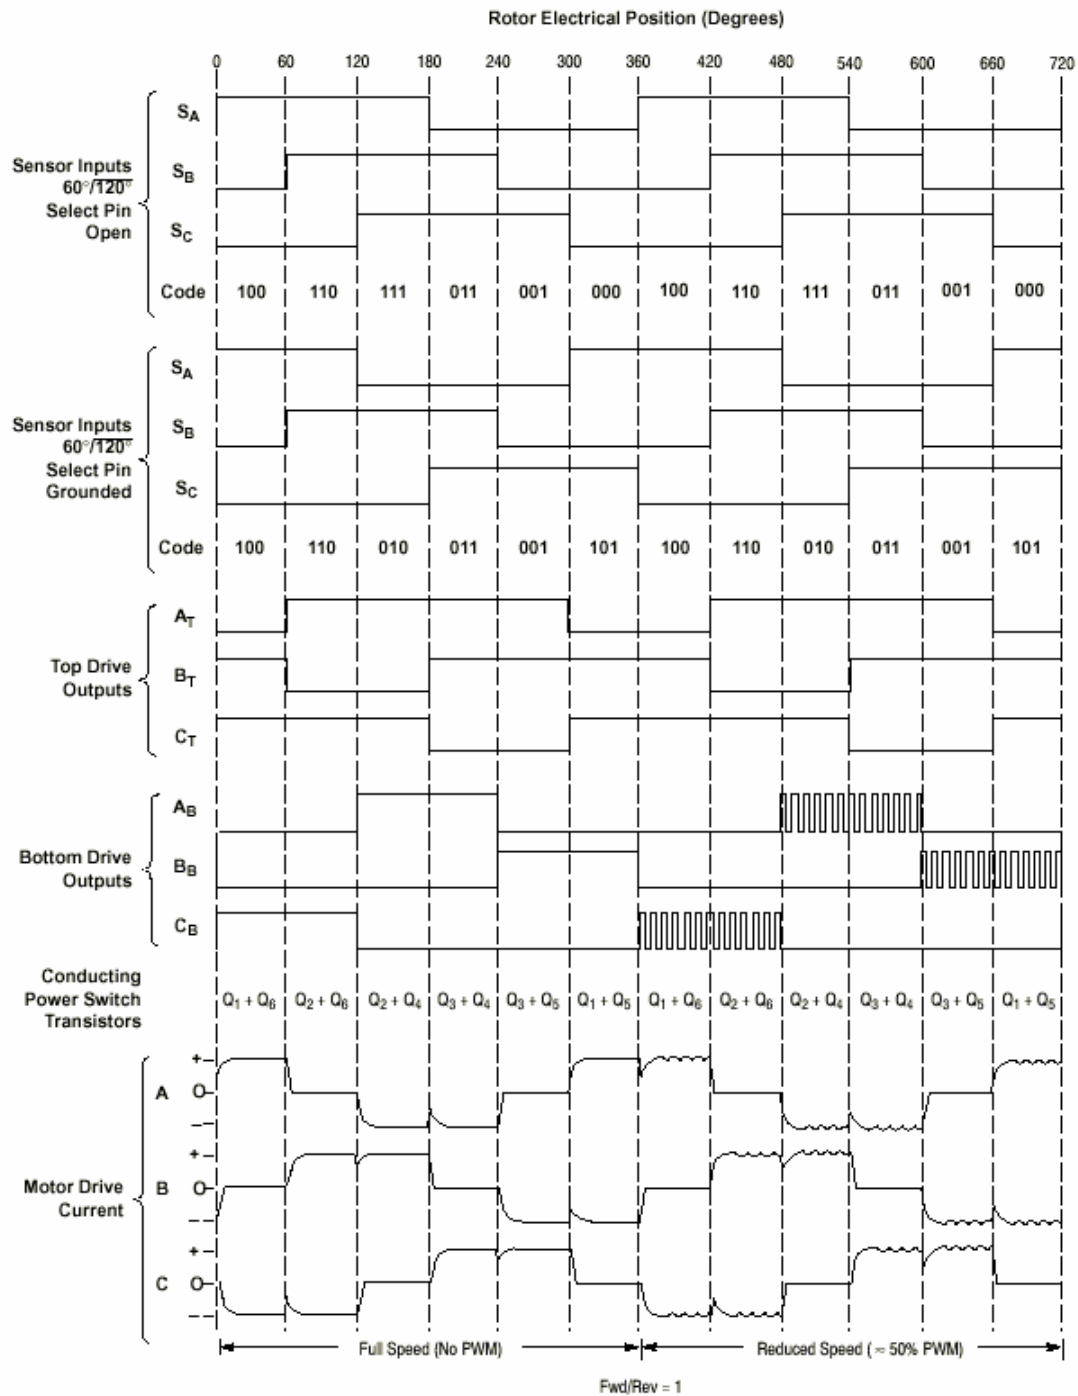 Rotor Electrical Position (Degrees)
0 60 120 180 240 300 360 420 480 540 600 660 720
SA
Sensor Inputs
60°/120°
Select Pin
Open
SB
SC
Code 100 110 111 011 001 000 100 110 111 011 001 000
SA
Sensor Inputs
60°/120°
Select Pin
Grounded
SB
SC
Code 100 110 010 011 001 101 100 110 010 011 001 101
AT
Top Drive
Outputs
BT
CT
AB
Bottom Drive
Outputs
BB
CB
Conducting
Power Switch
Transistors
Q1 + Q6 Q2 + Q6 Q2 + Q4 Q3 + Q4 Q3 + Q5 Q1 + Q5 Q1 + Q6 Q2 + Q6 Q2 + Q4 Q3 + Q4 Q3 + Q5 Q1 + Q5
+
A O
–
Motor Drive
Current
+
B O
–
+
C O
–
Full Speed (No PWM) Reduced Speed ( ≈ 50% PWM)
Fwd/Rev = 1